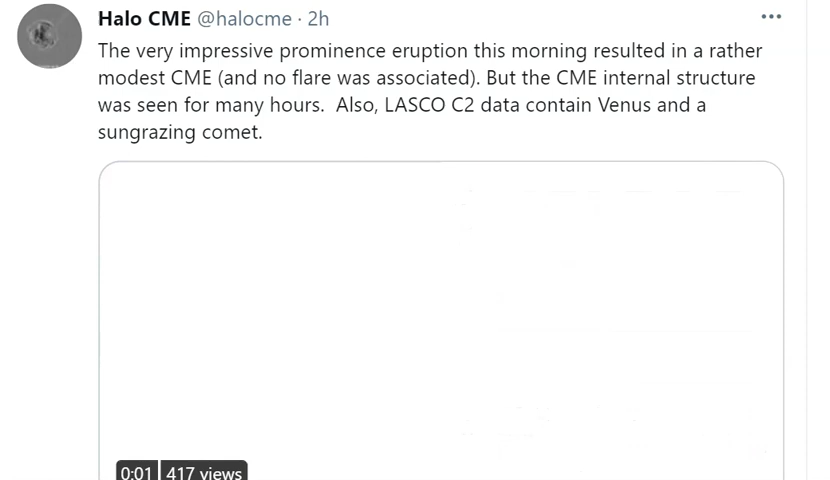 Halo CME @halocme · 2h
The very impressive prominence eruption this morning resulted in a rather
modest CME (and no flare was associated). But the CME internal structure
was seen for many hours.  Also, LASCO C2 data contain Venus and a
sungrazing comet.
0:01 417 views